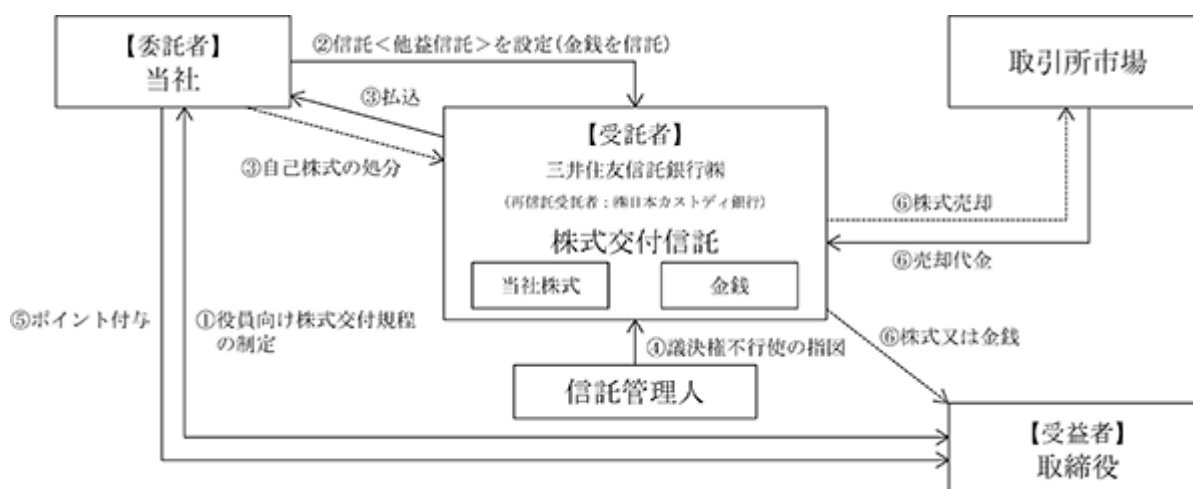 【委託者】
当社
②信託＜他益信託＞を設定(金銭を信託)
取引所市場
③払込
③自己株式の処分
【受託者】
三井住友信託銀行㈱
(再信託受託者：㈱日本カストディ銀行)
株式交付信託
当社株式
金銭
⑥株式売却
⑥売却代金
⑤ポイント付与
①役員向け株式交付規程
の制定
④議決権不行使の指図
⑥株式又は金銭
信託管理人
【受益者】
取締役